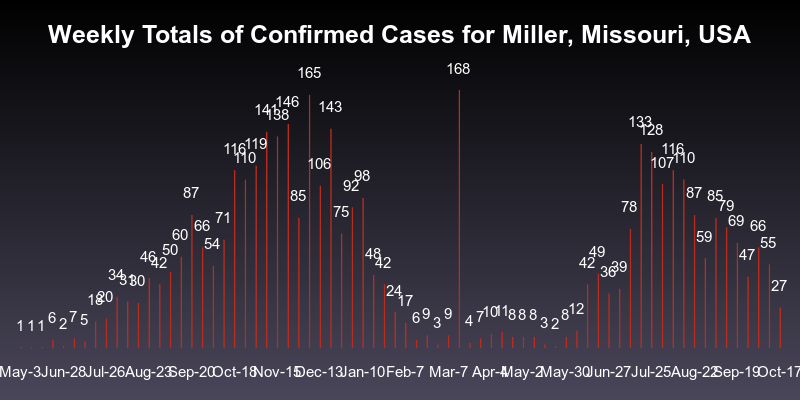 Weekly Totals of Confirmed Cases for Miller, Missouri, USA
1 1 1 6 2 7 5 18 20 34 31 30 46 42 50 60 87 66 54 71 116 110 119 141 138 146 85 165 106 143 75 92 98 48 42 24 17 6 9 3 9 168 4 7 10 11 8 8 8 3 2 8 12 42 49 36 39 78 133 128 107 116 110 87 59 85 79 69 47 66 55 27
May-3 Jun-28 Jul-26 Aug-23 Sep-20 Oct-18 Nov-15 Dec-13 Jan-10 Feb-7 Mar-7 Apr-4 May-2 May-30 Jun-27 Jul-25 Aug-22 Sep-19 Oct-17